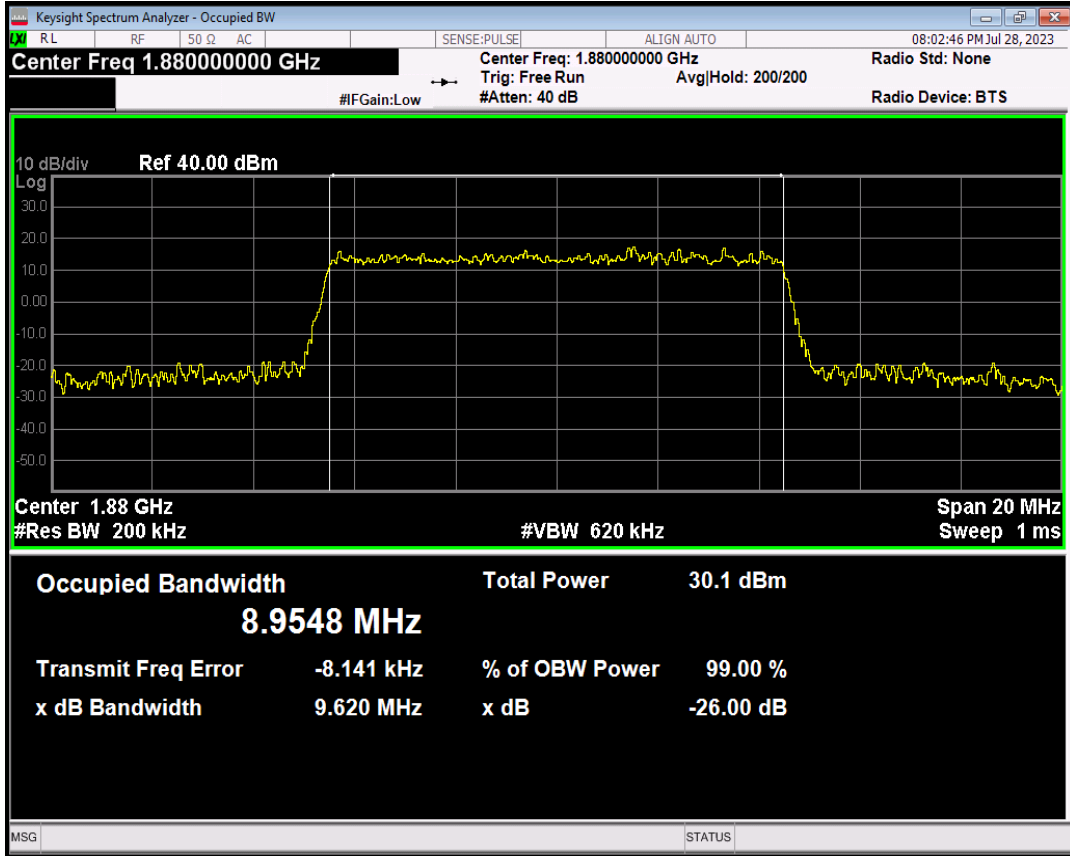 Keysight Spectrum Analyzer - Occupied BW
LXI RL RF 50 Ω AC SENSE:PULSE ALIGN AUTO 08:02:46 PM Jul 28, 2023
Center Freq 1.880000000 GHz Center Freq: 1.880000000 GHz Radio Std: None
Trig: Free Run Avg|Hold: 200/200
#IFGain:Low #Atten: 40 dB Radio Device: BTS
10 dB/div Ref 40.00 dBm
Log
30.0
20.0
10.0
0.00
-10.0
-20.0
-30.0
-40.0
-50.0
Center 1.88 GHz Span 20 MHz
#Res BW 200 kHz #VBW 620 kHz Sweep 1 ms
Occupied Bandwidth Total Power 30.1 dBm
8.9548 MHz
Transmit Freq Error -8.141 kHz % of OBW Power 99.00 %
x dB Bandwidth 9.620 MHz x dB -26.00 dB
MSG STATUS